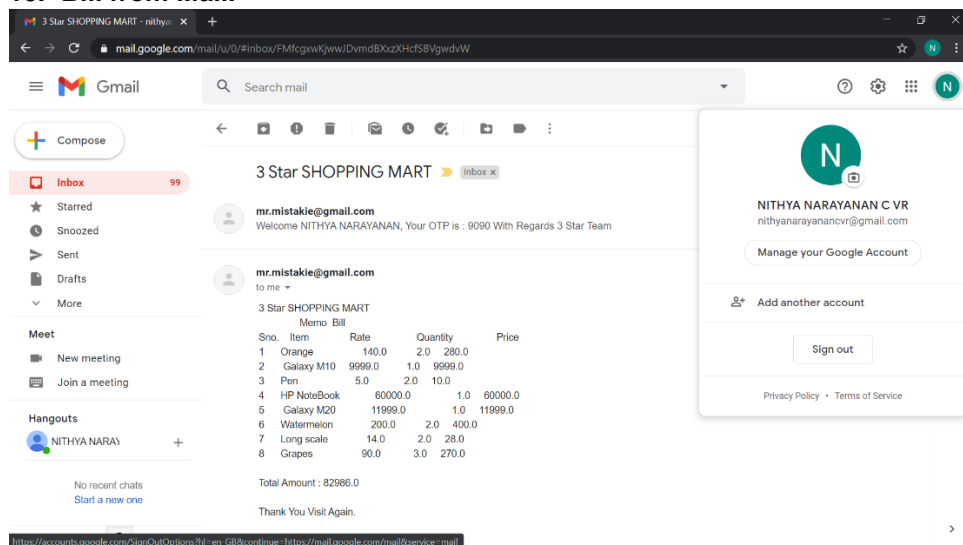 3 Star SHOPPING MART - nithyar
mail.google.com/mail/u/0/#inbox/FMfcgxwKjwwJDvmdBXxzXHcfSBVgwdvW
N
Gmail
Search mail
N
Compose
Inbox 99
Starred
Snoozed
Sent
Drafts
More
Meet
New meeting
Join a meeting
Hangouts
NITHYA NARAY
No recent chats
Start a new one
3 Star SHOPPING MART Inbox x
mr.mistakie@gmail.com
Welcome NITHYA NARAYANAN, Your OTP is : 9090 With Regards 3 Star Team
mr.mistakie@gmail.com
to me
3 Star SHOPPING MART
Memo Bill
Sno. Item Rate Quantity Price
1 Orange 140.0 2.0 280.0
2 Galaxy M10 9999.0 1.0 9999.0
3 Pen 5.0 2.0 10.0
4 HP NoteBook 60000.0 1.0 60000.0
5 Galaxy M20 11999.0 1.0 11999.0
6 Watermelon 200.0 2.0 400.0
7 Long scale 14.0 2.0 28.0
8 Grapes 90.0 3.0 270.0
Total Amount : 82986.0
Thank You Visit Again.
N
NITHYA NARAYANAN C VR
nithyanarayanancvr@gmail.com
Manage your Google Account
Add another account
Sign out
Privacy Policy • Terms of Service
https://accounts.google.com/SignOutOptions?hl=en-GB&continue=https://mail.google.com/mail&service=mail